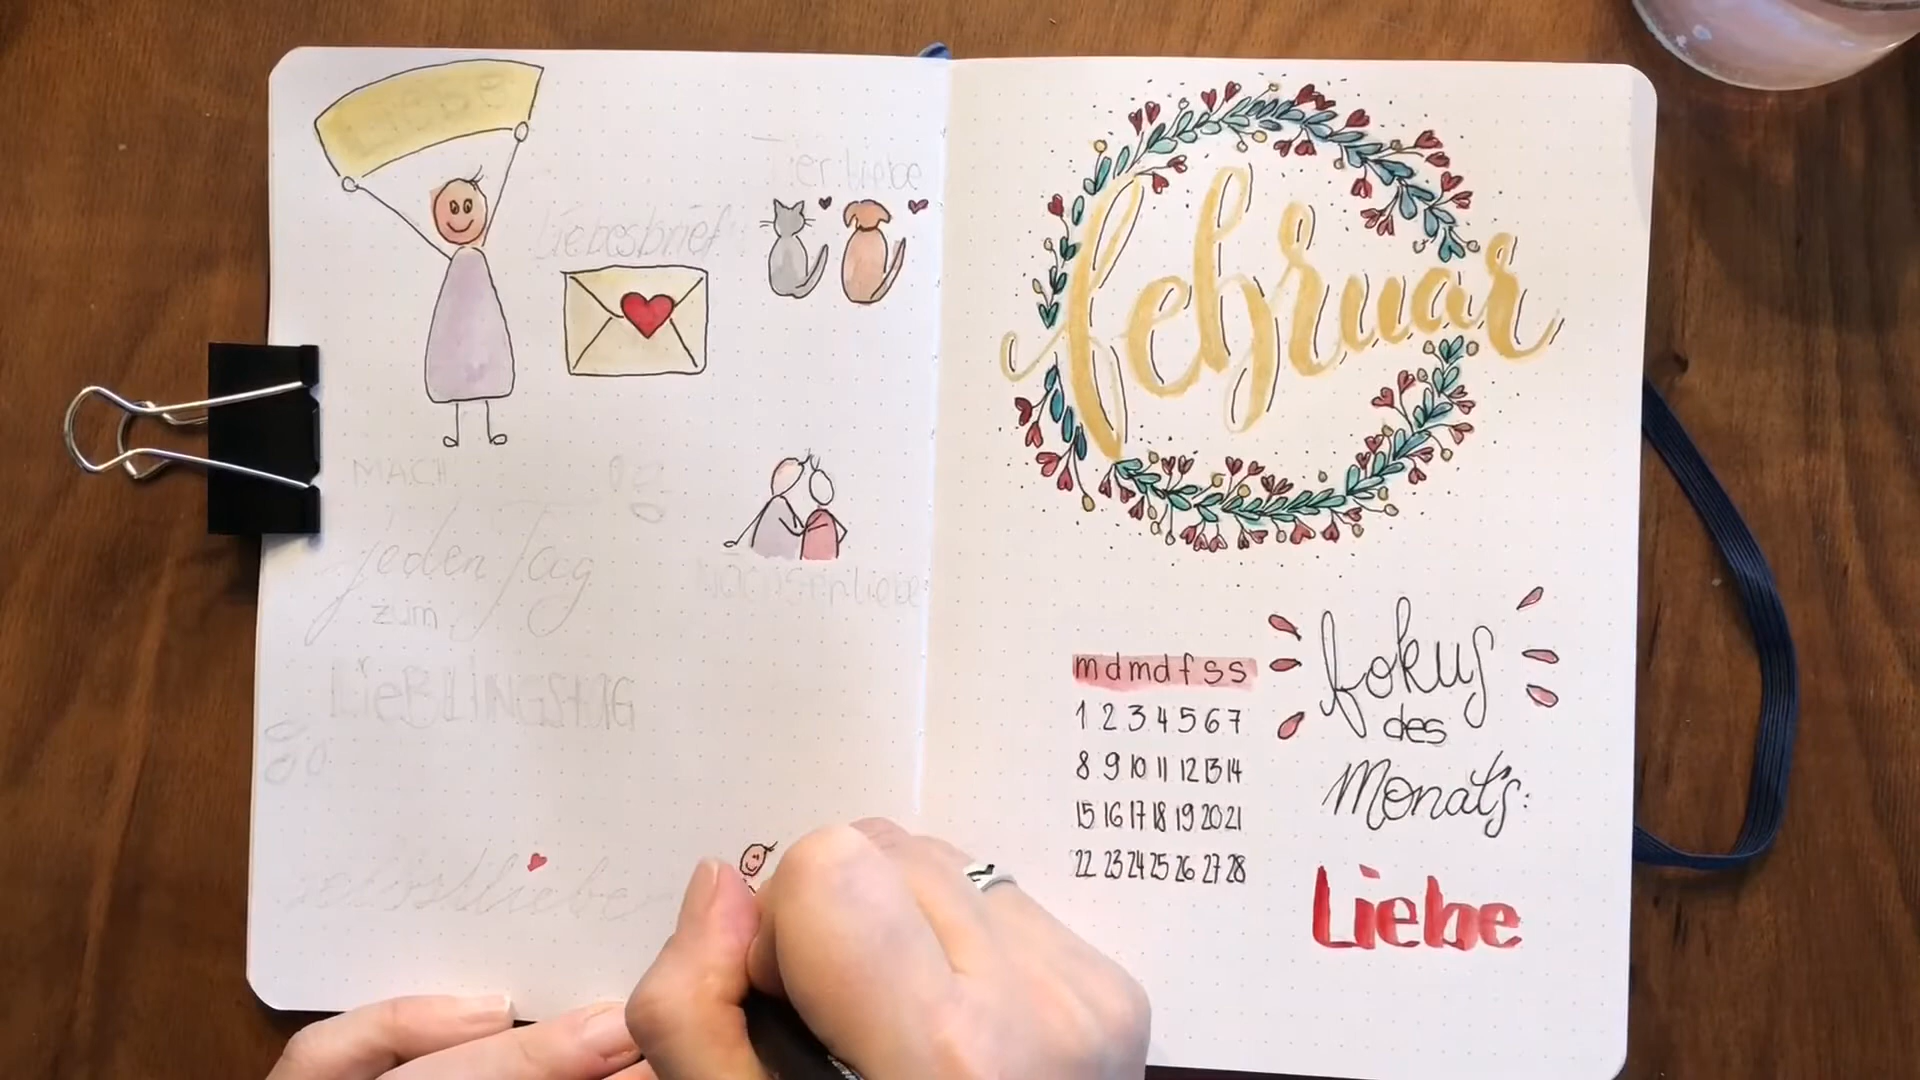 Liebe
Tierliebe
Liebesbrief
MACH
jeden Tag
zum
LieBLINGSTAG
Nächstenliebe
selbstliebe
februar
m d m d f s s
1 2 3 4 5 6 7
8 9 10 11 12 13 14
15 16 17 18 19 20 21
22 23 24 25 26 27 28
fokus
des
Monats:
Liebe